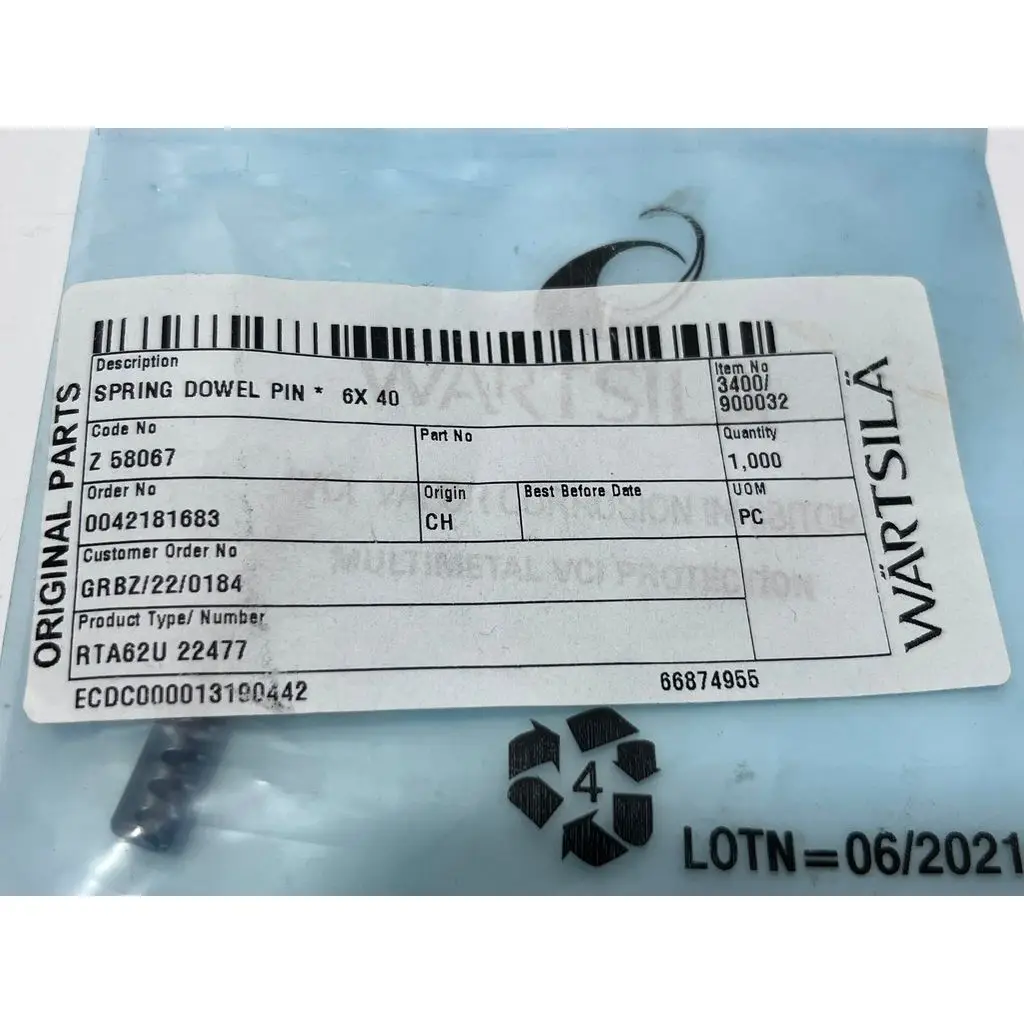 Description
SPRING DOWEL PIN * 6X 40
Item No
3400/
900032
Code No
Z 58067
Part No
Quantity
1,000
Order No
0042181683
Origin
CH
Best Before Date
UOM
PC
Customer Order No
GRBZ/22/0184
Product Type/ Number
RTA62U 22477
ECDC000013190442
66874955
ORIGINAL PARTS
WÄRTSILÄ
WÄRTSIL
CORROSION
MULTIMETAL VCI PROTECTION
4
LOTN=06/2021